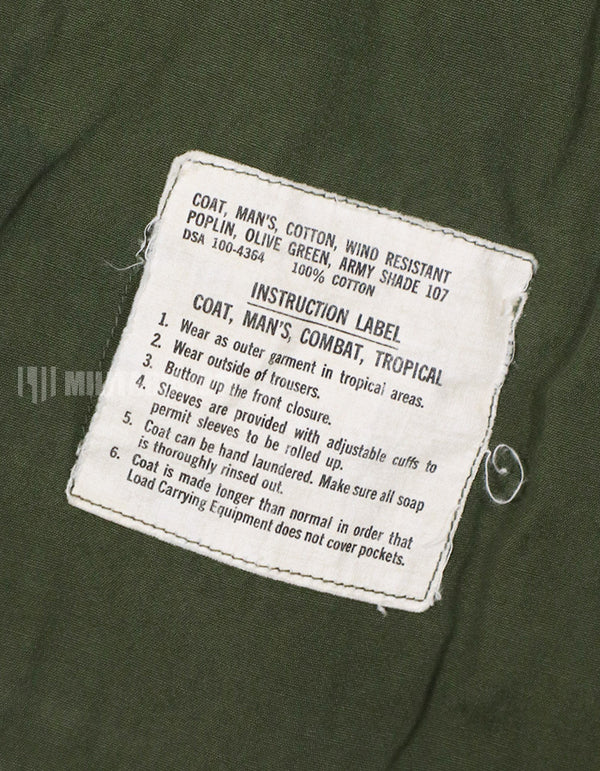 COAT, MAN'S, COTTON, WIND RESISTANT
POPLIN, OLIVE GREEN, ARMY SHADE 107
DSA 100-4364 100% COTTON
INSTRUCTION LABEL
COAT, MAN'S, COMBAT, TROPICAL
1. Wear as outer garment in tropical areas.
2. Wear outside of trousers.
3. Button up the front closure.
4. Sleeves are provided with adjustable cuffs to
permit sleeves to be rolled up.
5. Coat can be hand laundered. Make sure all soap
is thoroughly rinsed out.
6. Coat is made longer than normal in order that
Load Carrying Equipment does not cover pockets.